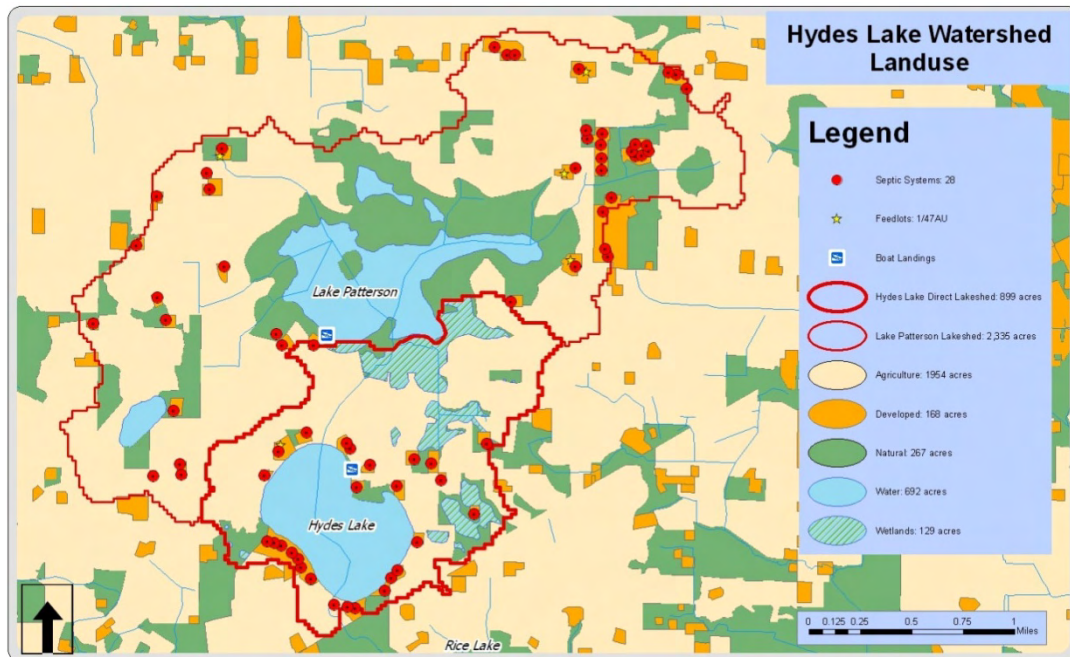 Hydes Lake Watershed
Landuse
Legend
Septic Systems: 28
Feedlots: 1/47AU
Boat Landings
Hydes Lake Direct Lakeshed: 899 acres
Lake Patterson Lakeshed: 2,335 acres
Agriculture: 1954 acres
Developed: 168 acres
Natural: 267 acres
Water: 692 acres
Wetlands: 129 acres
Lake Patterson
Hydes Lake
Rice Lake
0 0.125 0.25 0.5 0.75 1
Miles